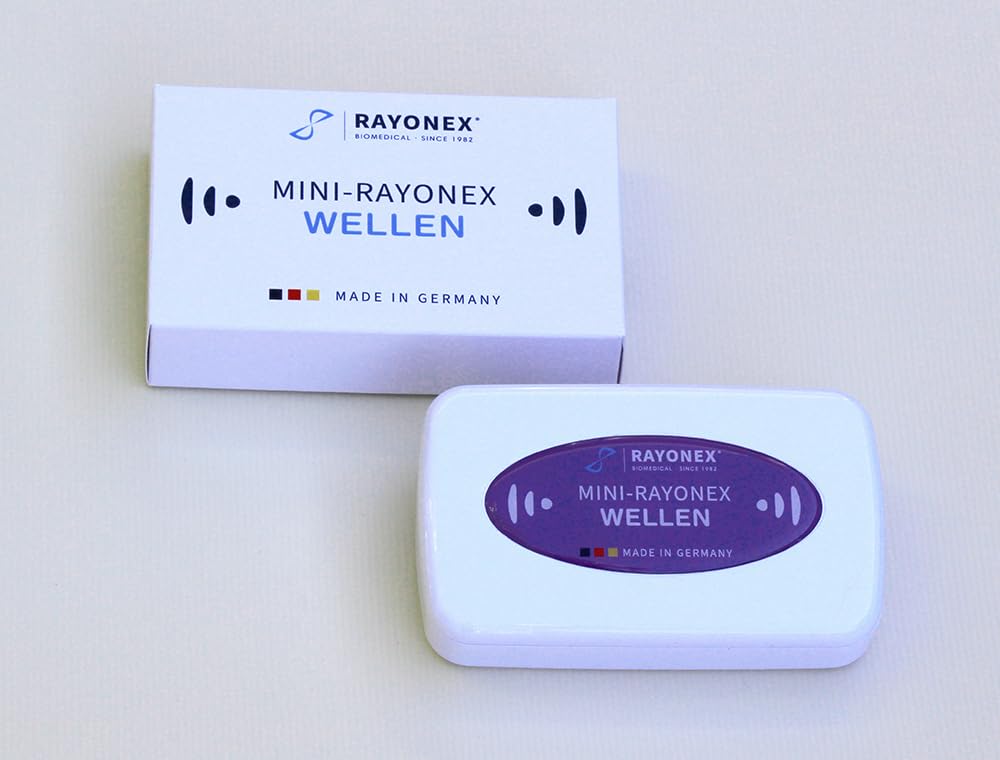 RAYONEX®
BIOMEDICAL · SINCE 1982
MINI-RAYONEX
WELLEN
MADE IN GERMANY
RAYONEX®
BIOMEDICAL · SINCE 1982
MINI-RAYONEX
WELLEN
MADE IN GERMANY